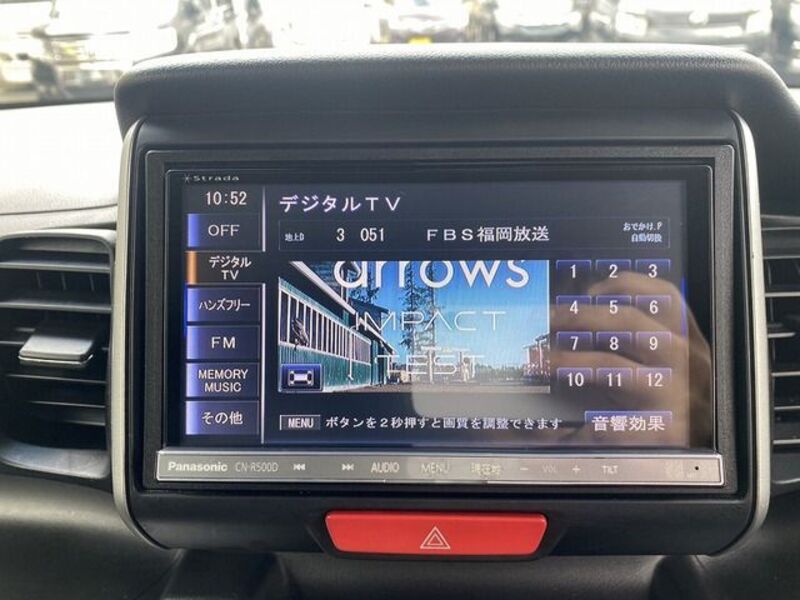 Strada
10:52
デジタルTV
OFF
地上D 3 051 FBS福岡放送
おでかけ.P
自動切換
デジタル
TV
arrows
IMPACT
TEST
1 2 3
4 5 6
7 8 9
10 11 12
ハンズフリー
FM
MEMORY
MUSIC
その他
MENU ボタンを2秒押すと画質を調整できます
音響効果
Panasonic CN-R500D AUDIO MENU 現在地 - VOL + TILT